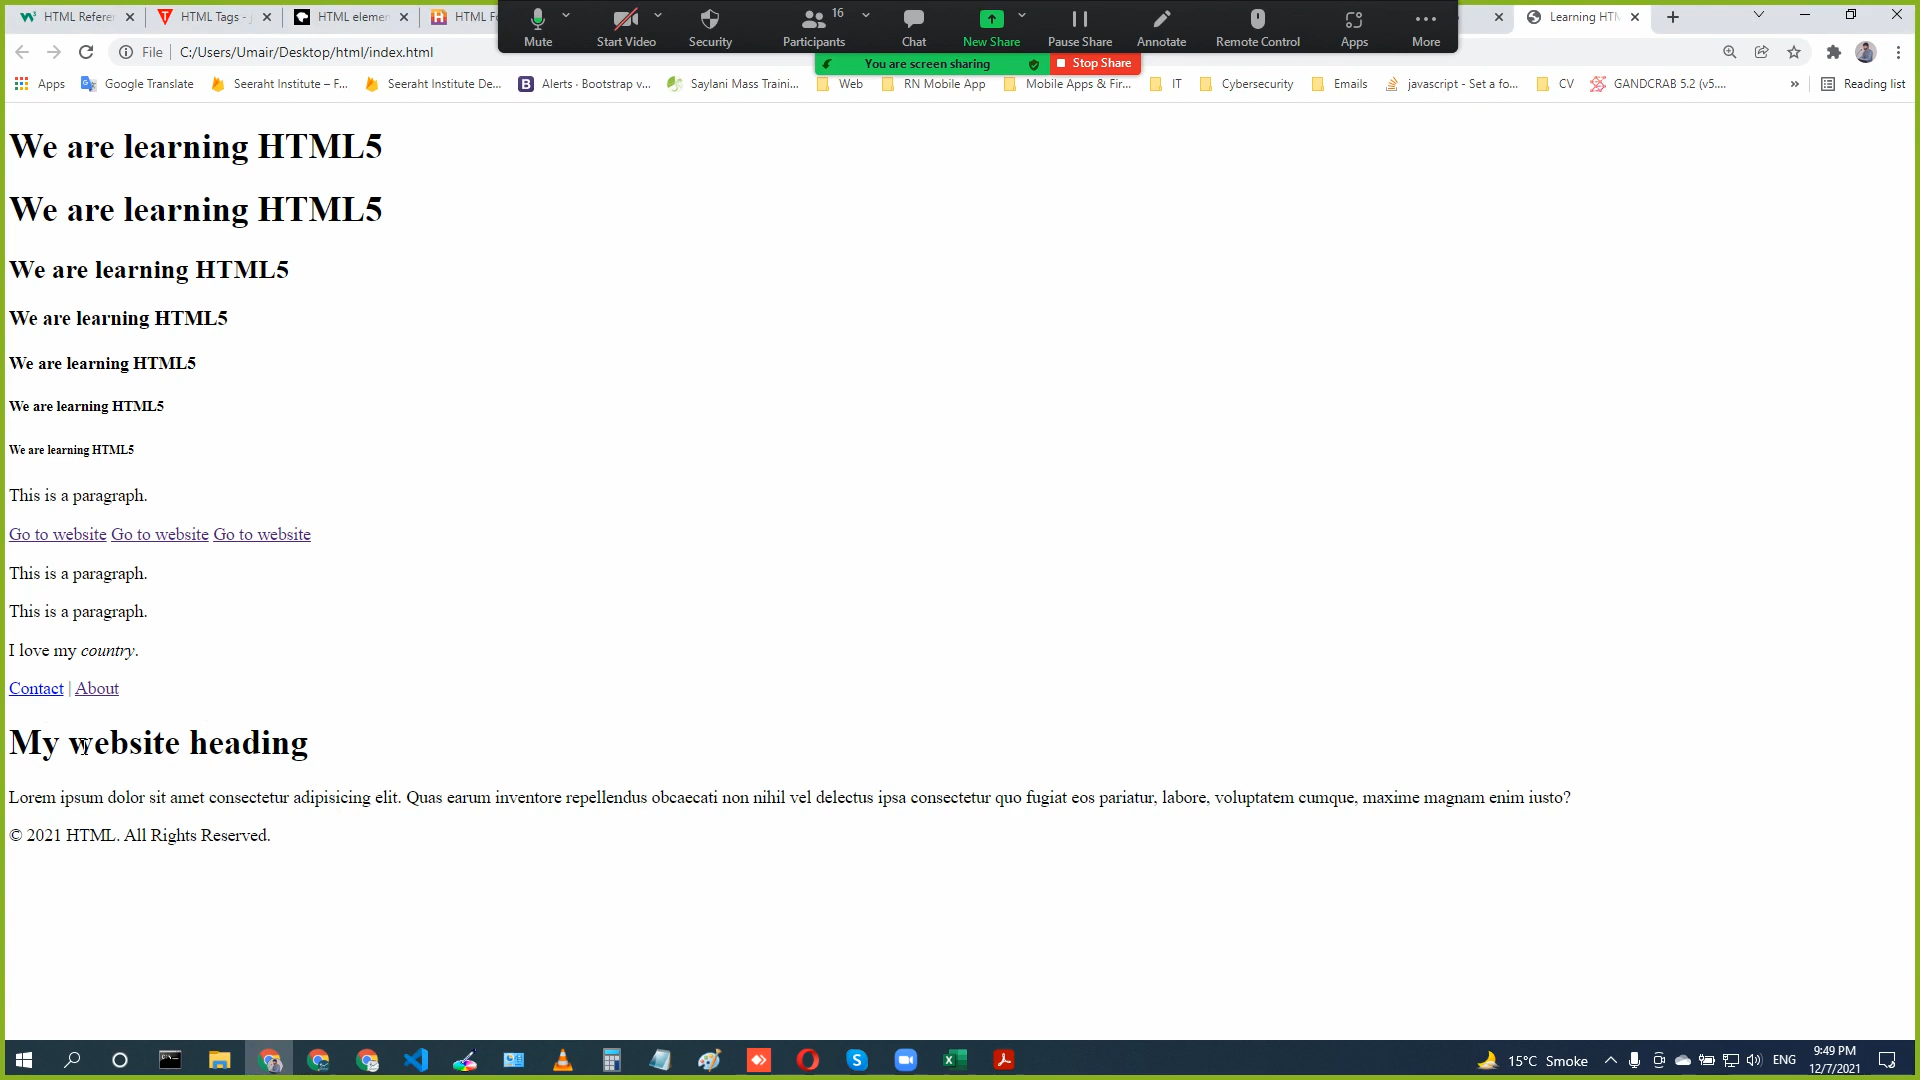 HTML Refere
HTML Tags -
HTML elemen
HTML Fo
Learning HTM
Mute
Start Video
Security
16
Participants
Chat
New Share
Pause Share
Annotate
Remote Control
Apps
More
File
C:/Users/Umair/Desktop/html/index.html
You are screen sharing
Stop Share
Apps
Google Translate
Seeraht Institute – F...
Seeraht Institute De...
Alerts · Bootstrap v...
Saylani Mass Traini...
Web
RN Mobile App
Mobile Apps & Fir...
IT
Cybersecurity
Emails
javascript - Set a fo...
CV
GANDCRAB 5.2 (v5....
»
Reading list
We are learning HTML5
We are learning HTML5
We are learning HTML5
We are learning HTML5
We are learning HTML5
We are learning HTML5
We are learning HTML5
This is a paragraph.
Go to website Go to website Go to website
This is a paragraph.
This is a paragraph.
I love my country.
Contact | About
My website heading
Lorem ipsum dolor sit amet consectetur adipisicing elit. Quas earum inventore repellendus obcaecati non nihil vel delectus ipsa consectetur quo fugiat eos pariatur, labore, voluptatem cumque, maxime magnam enim iusto?
© 2021 HTML. All Rights Reserved.
15°C Smoke
ENG
9:49 PM
12/7/2021